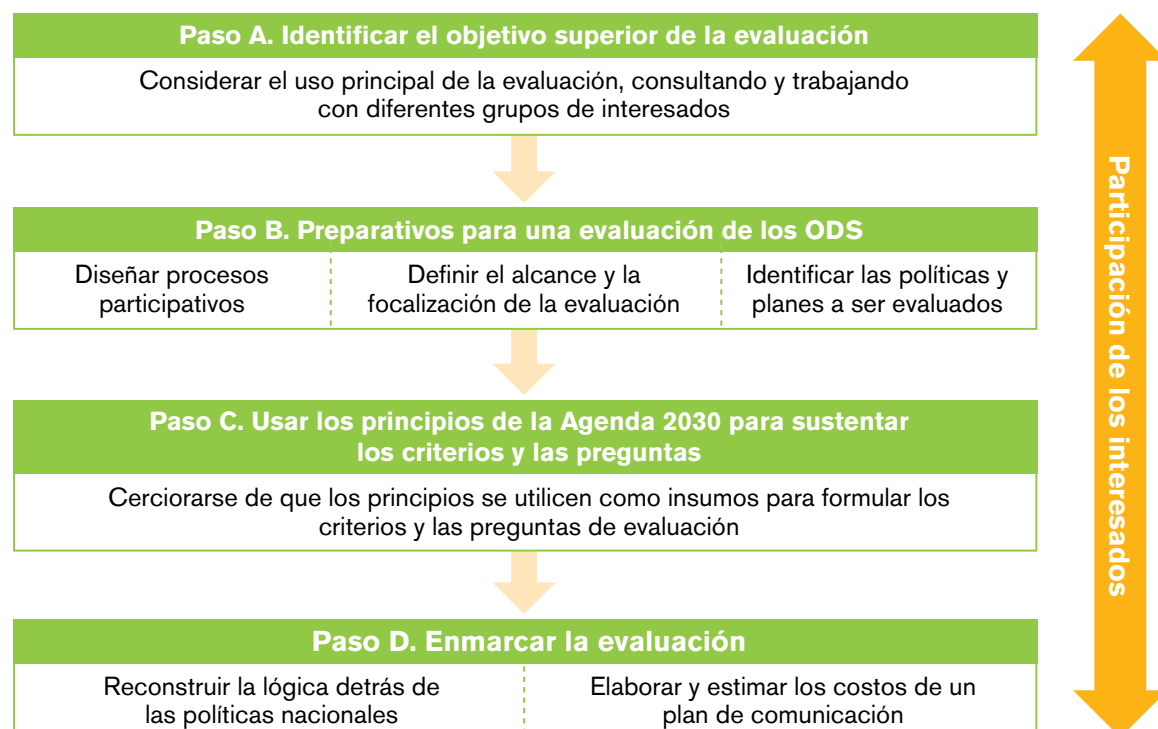 Paso A. Identificar el objetivo superior de la evaluación
Considerar el uso principal de la evaluación, consultando y trabajando
con diferentes grupos de interesados
Paso B. Preparativos para una evaluación de los ODS
Diseñar procesos
participativos
Definir el alcance y la
focalización de la evaluación
Identificar las políticas y
planes a ser evaluados
Paso C. Usar los principios de la Agenda 2030 para sustentar
los criterios y las preguntas
Cerciorarse de que los principios se utilicen como insumos para formular los
criterios y las preguntas de evaluación
Paso D. Enmarcar la evaluación
Reconstruir la lógica detrás de
las políticas nacionales
Elaborar y estimar los costos de un
plan de comunicación
Participación de los interesados